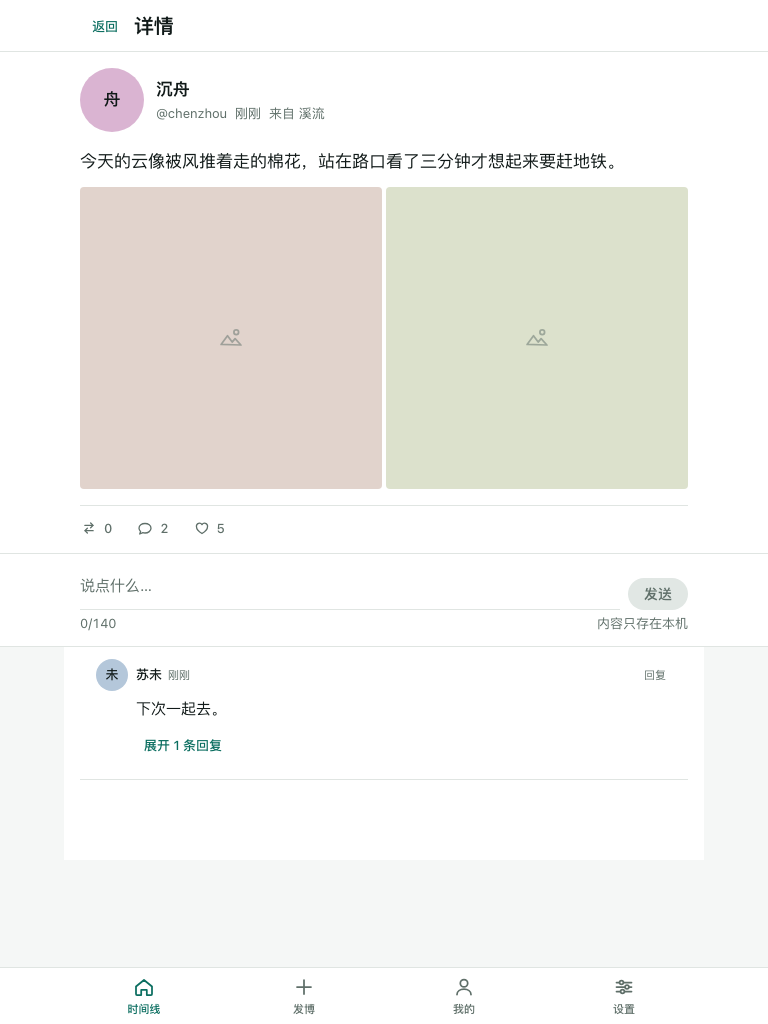 返回 详情
舟
沉舟
@chenzhou 刚刚 来自 溪流
今天的云像被风推着走的棉花，站在路口看了三分钟才想起来要赶地铁。
0 2 5
说点什么...
发送
0/140 内容只存在本机
未 苏未 刚刚 回复
下次一起去。
展开 1 条回复
时间线 发博 我的 设置